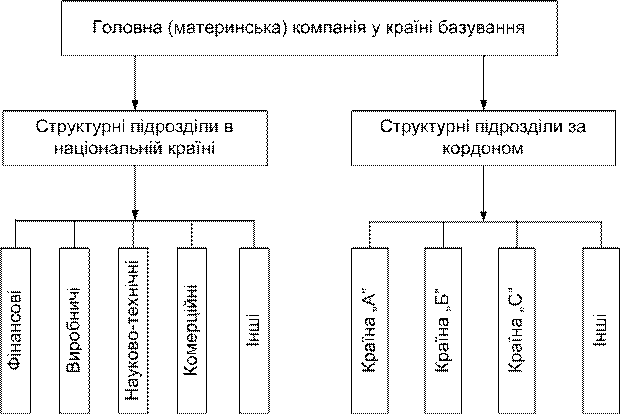 Головна (материнська) компанія у країні базування
Структурні підрозділи в
національній країні
Структурні підрозділи за
кордоном
Фінансові
Виробничі
Науково-технічні
Комерційні
Інші
Країна „А“
Країна „Б“
Країна „С“
Інші